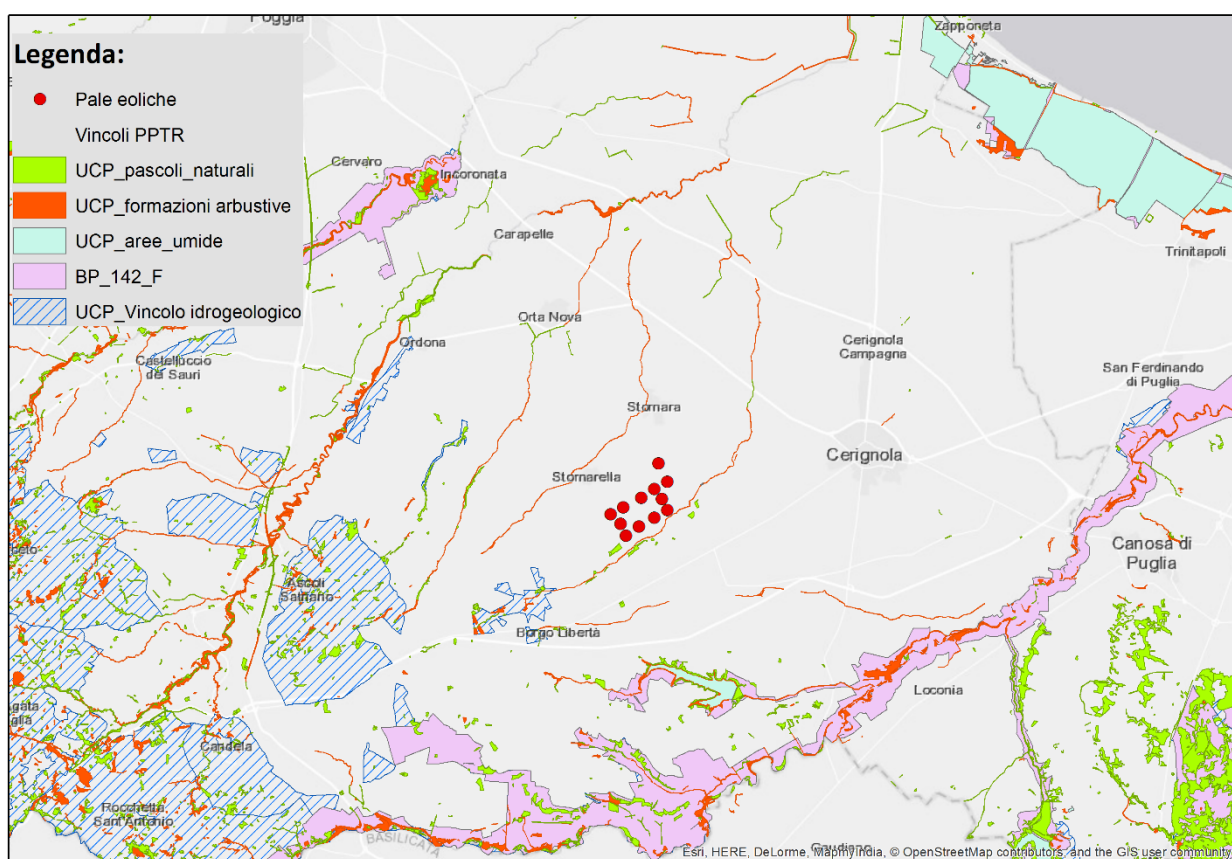 Foggia
Legenda:
Pale eoliche
Vincoli PPTR
UCP_pascoli_naturali
UCP_formazioni arbustive
UCP_aree_umide
BP_142_F
UCP_Vincolo idrogeologico
Zapponeta
Cervaro
Incoronata
Carapelle
Trinitapoli
Orta Nova
Ordona
Castelluccio
dei Sauri
Cerignola
Campagna
San Ferdinando
di Puglia
Stornara
Cerignola
Stornarella
Canosa di
Puglia
Ascoli
Satriano
Borgo Libertà
Loconia
Candela
Rocchetta
Sant'Antonio
BASILICATA
Gaudiano
Esri, HERE, DeLorme, MapmyIndia, © OpenStreetMap contributors, and the GIS user community